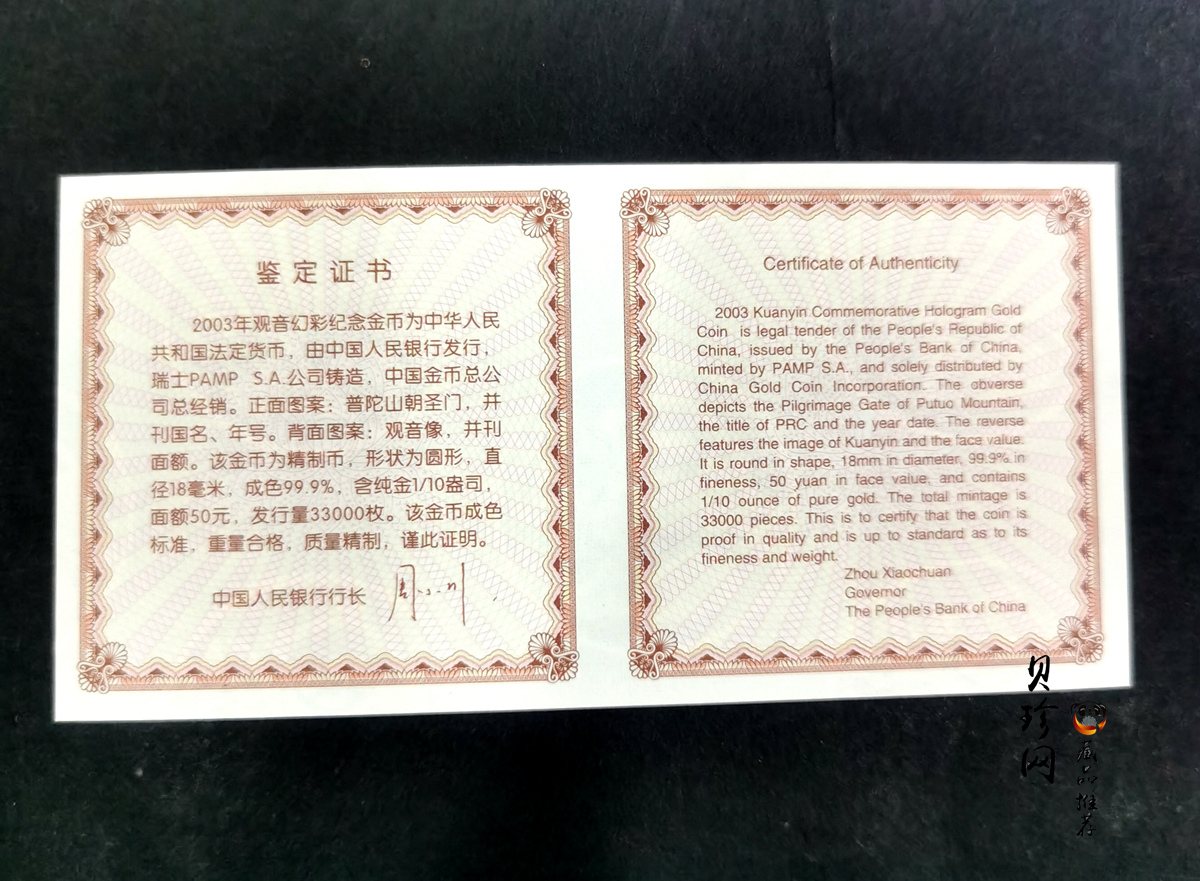 鉴定证书
2003年观音幻彩纪念金币为中华人民
共和国法定货币，由中国人民银行发行，
瑞士PAMP S.A.公司铸造，中国金币总公
司总经销。正面图案：普陀山朝圣门，并
刊国名、年号。背面图案：观音像，并刊
面额。该金币为精制币，形状为圆形，直
径18毫米，成色99.9%，含纯金1/10盎司，
面额50元，发行量33000枚。该金币成色
标准，重量合格，质量精制，谨此证明。
中国人民银行行长 周小川
Certificate of Authenticity
2003 Kuanyin Commemorative Hologram Gold
Coin is legal tender of the People's Republic of
China, issued by the People's Bank of China,
minted by PAMP S.A., and solely distributed by
China Gold Coin Incorporation. The obverse
depicts the Pilgrimage Gate of Putuo Mountain,
the title of PRC and the year date. The reverse
features the image of Kuanyin and the face value.
It is round in shape, 18mm in diameter, 99.9% in
fineness, 50 yuan in face value, and contains
1/10 ounce of pure gold. The total mintage is
33000 pieces. This is to certify that the coin is
proof in quality and is up to standard as to its
fineness and weight.
Zhou Xiaochuan
Governor
The People's Bank of China
贝珍网
藏品推荐